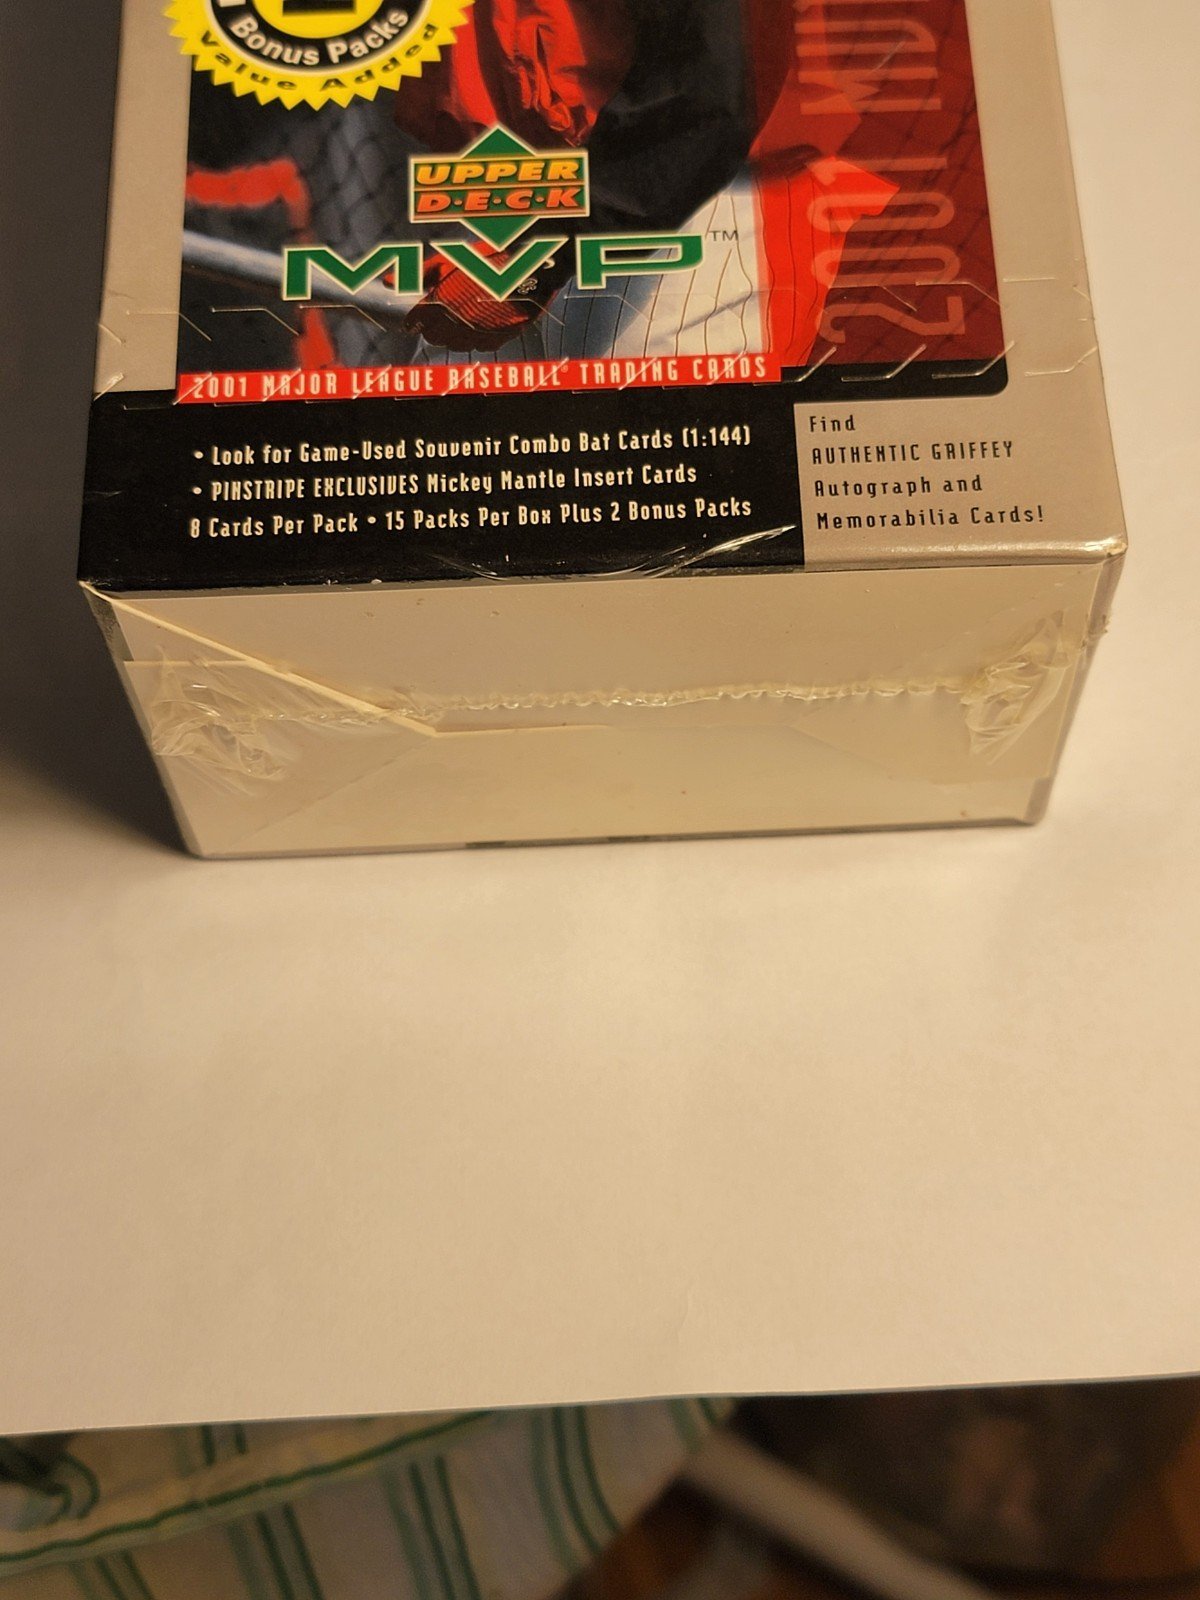 Bonus Packs
Value Added
UPPER
D·E·C·K
MVP™
2001
2001 MAJOR LEAGUE BASEBALL® TRADING CARDS
• Look for Game-Used Souvenir Combo Bat Cards (1:144)
• PINSTRIPE EXCLUSIVES Mickey Mantle Insert Cards
8 Cards Per Pack • 15 Packs Per Box Plus 2 Bonus Packs
Find
AUTHENTIC GRIFFEY
Autograph and
Memorabilia Cards!